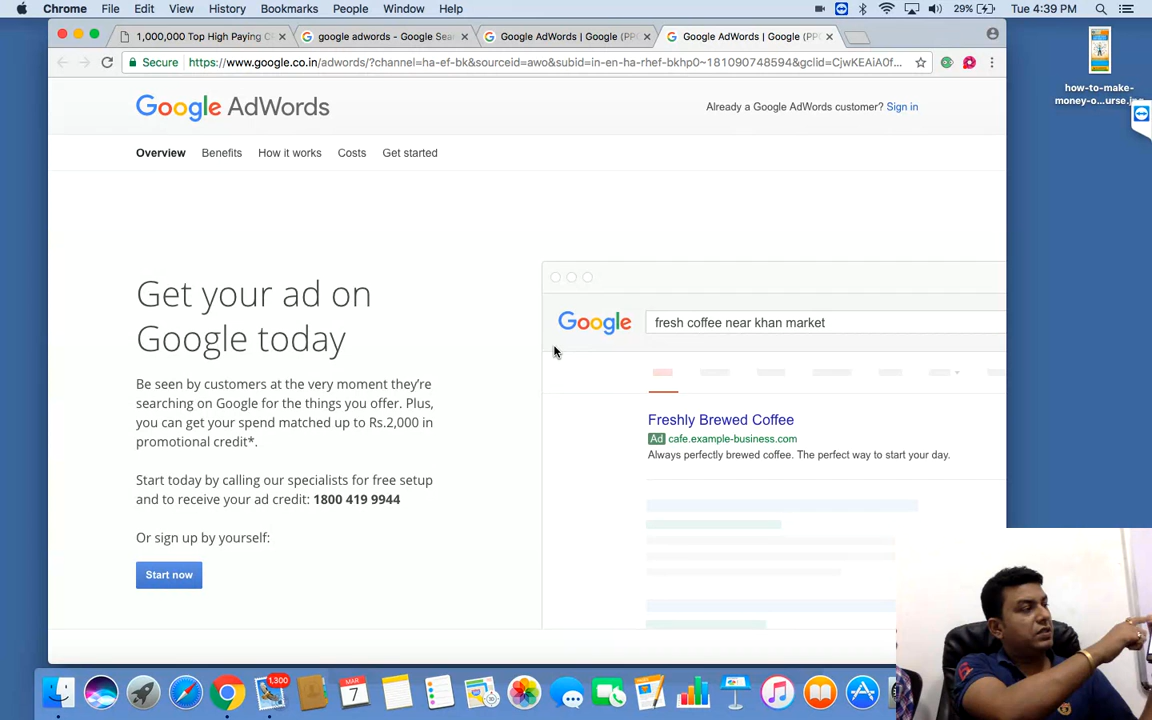 Chrome File Edit View History Bookmarks People Window Help
29% Tue 4:39 PM
1,000,000 Top High Paying C
google adwords - Google Sea
Google AdWords | Google (PP
Google AdWords | Google (PP
Secure https://www.google.co.in/adwords/?channel=ha-ef-bk&sourceid=awo&subid=in-en-ha-rhef-bkhp0~181090748594&gclid=CjwKEAiA0f...
how-to-make-
money-o...urse.jpg
Google AdWords
Already a Google AdWords customer? Sign in
Overview Benefits How it works Costs Get started
Get your ad on
Google today
Be seen by customers at the very moment they're
searching on Google for the things you offer. Plus,
you can get your spend matched up to Rs.2,000 in
promotional credit*.
Start today by calling our specialists for free setup
and to receive your ad credit: 1800 419 9944
Or sign up by yourself:
Start now
Google
fresh coffee near khan market
Freshly Brewed Coffee
Ad cafe.example-business.com
Always perfectly brewed coffee. The perfect way to start your day.
1,300
MAR
7